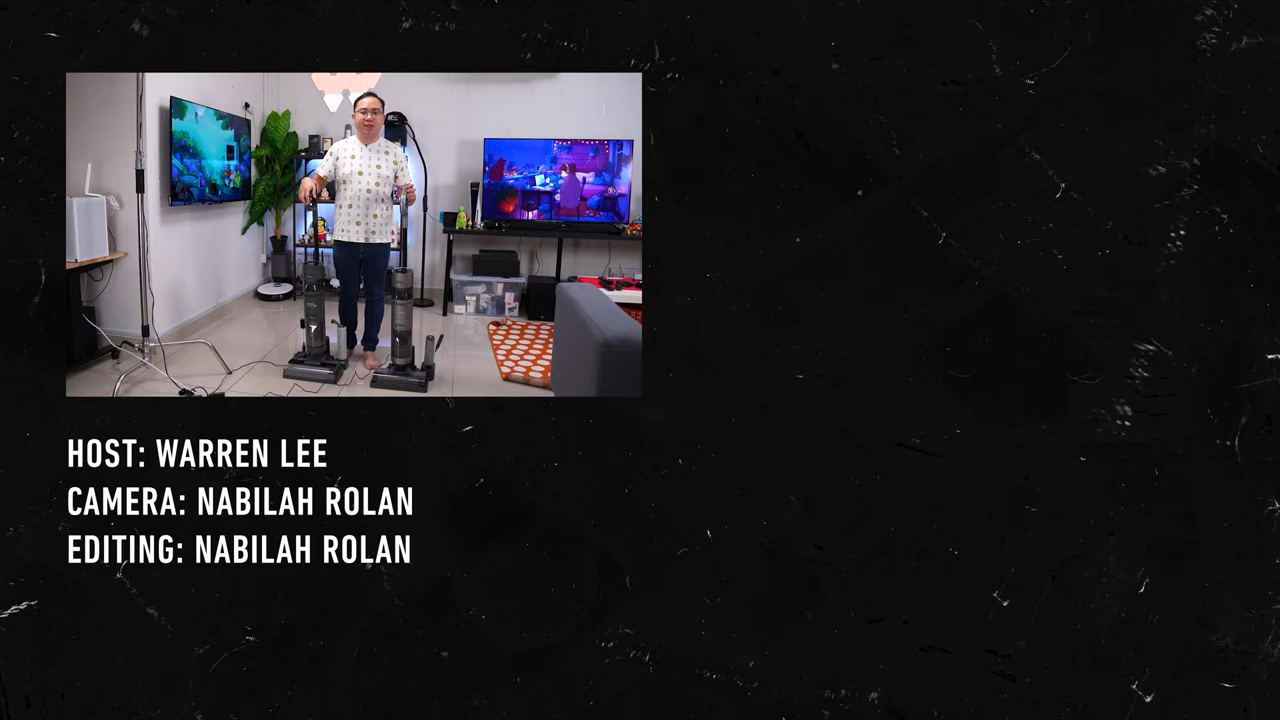 HOST: WARREN LEE
CAMERA: NABILAH ROLAN
EDITING: NABILAH ROLAN